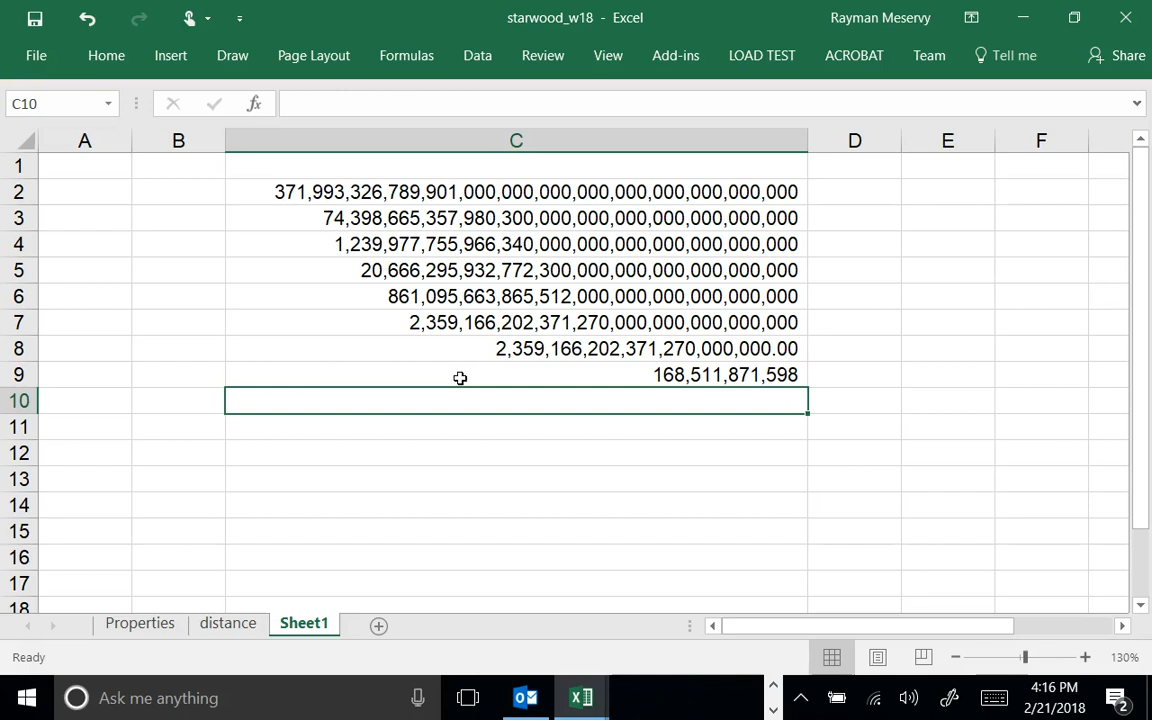 starwood_w18 - Excel
Rayman Meservy
File Home Insert Draw Page Layout Formulas Data Review View Add-ins LOAD TEST ACROBAT Team Tell me Share
C10 fx
A B C D E F
1
2 371,993,326,789,901,000,000,000,000,000,000,000,000,000
3 74,398,665,357,980,300,000,000,000,000,000,000,000
4 1,239,977,755,966,340,000,000,000,000,000,000,000
5 20,666,295,932,772,300,000,000,000,000,000,000
6 861,095,663,865,512,000,000,000,000,000,000
7 2,359,166,202,371,270,000,000,000,000,000
8 2,359,166,202,371,270,000,000.00
9 168,511,871,598
10
11
12
13
14
15
16
17
18
Properties distance Sheet1
Ready 130%
Ask me anything
4:16 PM
2/21/2018
2